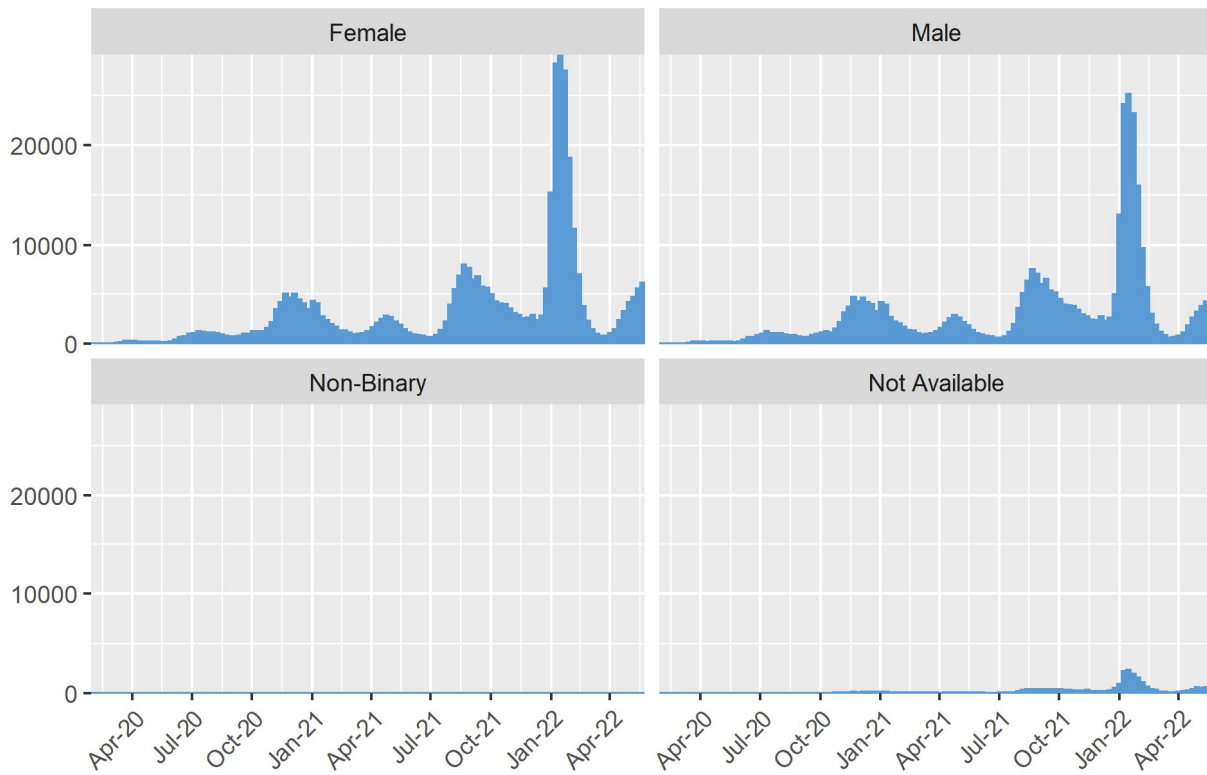 Female Male
20000
10000
0
Non-Binary Not Available
20000
10000
0
Apr-20 Jul-20 Oct-20 Jan-21 Apr-21 Jul-21 Oct-21 Jan-22 Apr-22 Apr-20 Jul-20 Oct-20 Jan-21 Apr-21 Jul-21 Oct-21 Jan-22 Apr-22